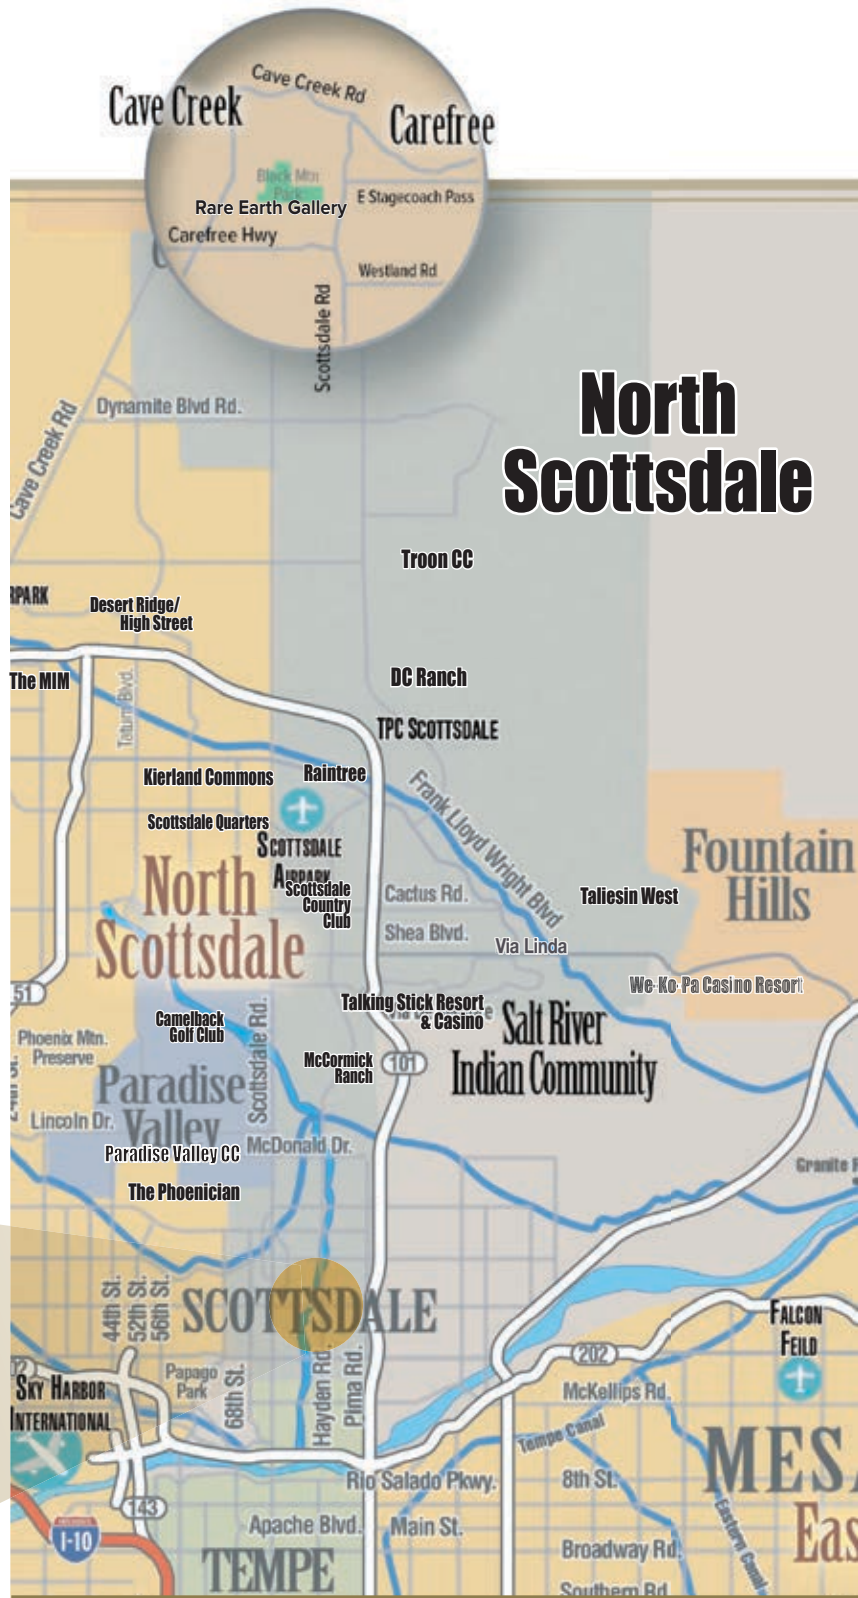 Cave Creek Rd
Cave Creek
Carefree
Black Mtn
Park
Rare Earth Gallery
E Stagecoach Pass
Carefree Hwy
Westland Rd
Scottsdale Rd
North
Scottsdale
Dynamite Blvd Rd.
Cave Creek Rd
Troon CC
RPARK
Desert Ridge/
High Street
The MIM
Tatum Blvd.
DC Ranch
TPC SCOTTSDALE
Kierland Commons
Raintree
Frank Lloyd Wright Blvd
Scottsdale Quarters
SCOTTSDALE
AIRPARK
Fountain
Hills
North
Scottsdale
Scottsdale
Country
Club
Cactus Rd.
Taliesin West
Shea Blvd.
Via Linda
We-Ko-Pa Casino Resort
51
Talking Stick Resort
& Casino
Salt River
Indian Community
Camelback
Golf Club
Scottsdale Rd.
Phoenix Mtn.
Preserve
McCormick
Ranch
101
24th St.
Paradise
Valley
Lincoln Dr.
McDonald Dr.
Paradise Valley CC
Granite
The Phoenician
44th St.
52th St.
56th St.
SCOTTSDALE
FALCON
FEILD
202
Papago
Park
68th St.
Hayden Rd.
Pima Rd.
SKY HARBOR
INTERNATIONAL
McKellips Rd.
Tempe Canal
MESA
Rio Salado Pkwy.
8th St.
143
I-10
Apache Blvd.
Main St.
Eastern Canal
Eas
Broadway Rd.
TEMPE
Southern Rd